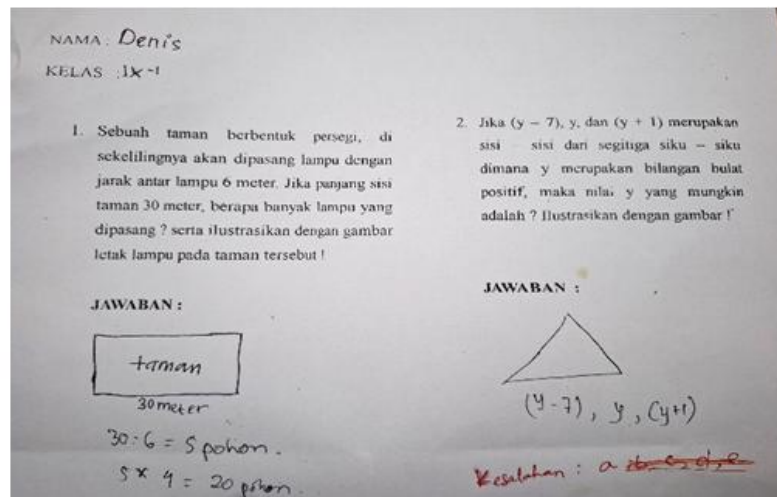 NAMA : Denis
KELAS : IX-1
1. Sebuah taman berbentuk persegi, di
sekelilingnya akan dipasang lampu dengan
jarak antar lampu 6 meter. Jika panjang sisi
taman 30 meter, berapa banyak lampu yang
dipasang ? serta ilustrasikan dengan gambar
letak lampu pada taman tersebut !
JAWABAN :
taman
30 meter
30 : 6 = 5 pohon.
5 x 4 = 20 pohon.
2. Jika (y – 7), y, dan (y + 1) merupakan
sisi sisi dari segitiga siku – siku
dimana y merupakan bilangan bulat
positif, maka nilai y yang mungkin
adalah ? Ilustrasikan dengan gambar !
JAWABAN :
(y-7), y, (y+1)
Kesalahan : a b, c, d, e